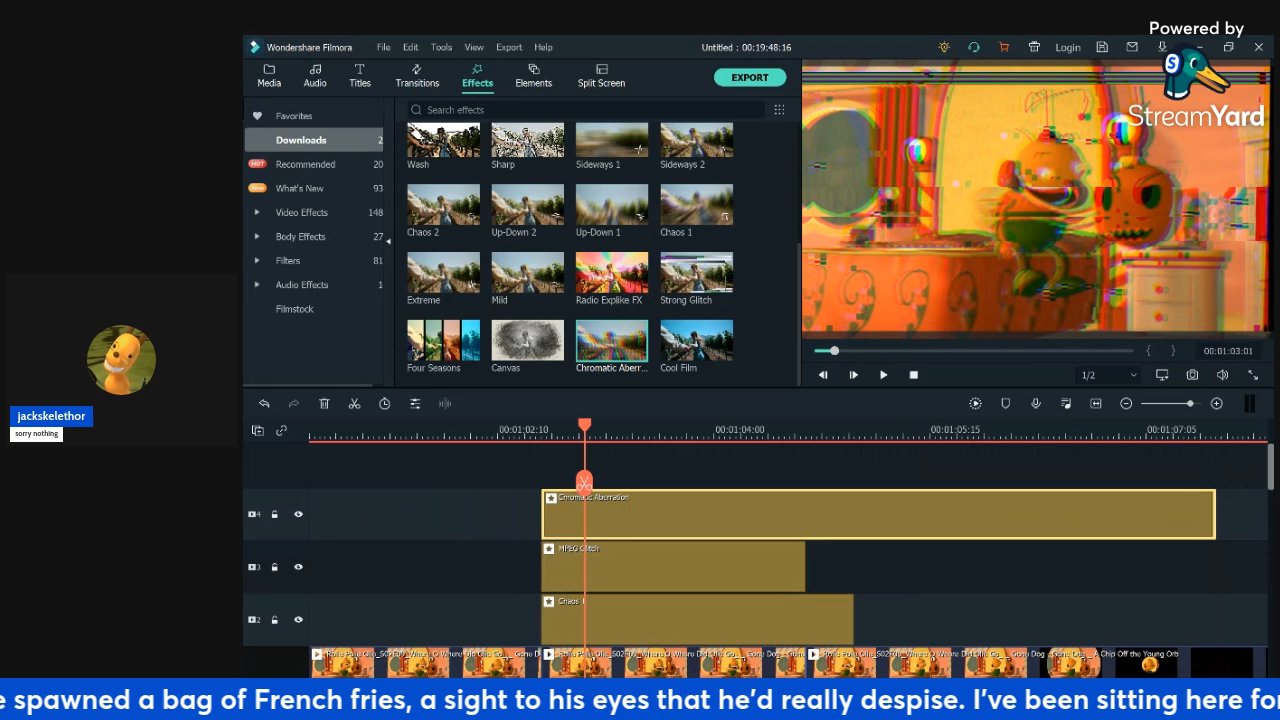 Powered by
StreamYard
Wondershare Filmora
File Edit Tools View Export Help
Untitled : 00:19:48:16
Login
Media Audio Titles Transitions Effects Elements Split Screen
EXPORT
Favorites
Downloads 2
HOT Recommended 20
New What's New 93
Video Effects 148
Body Effects 27
Filters 81
Audio Effects 1
Filmstock
Search effects
Wash Sharp Sideways 1 Sideways 2
Chaos 2 Up-Down 2 Up-Down 1 Chaos 1
Extreme Mild Radio Explike FX Strong Glitch
Four Seasons Canvas Chromatic Aberr... Cool Film
00:01:03:01
1/2
jackskelethor
sorry nothing
00:01:02:10 00:01:04:00 00:01:05:15 00:01:07:05
4 Chromatic Aberration
3 MPEG Glitch
2 Chaos 1
e spawned a bag of French fries, a sight to his eyes that he'd really despise. I've been sitting here fo